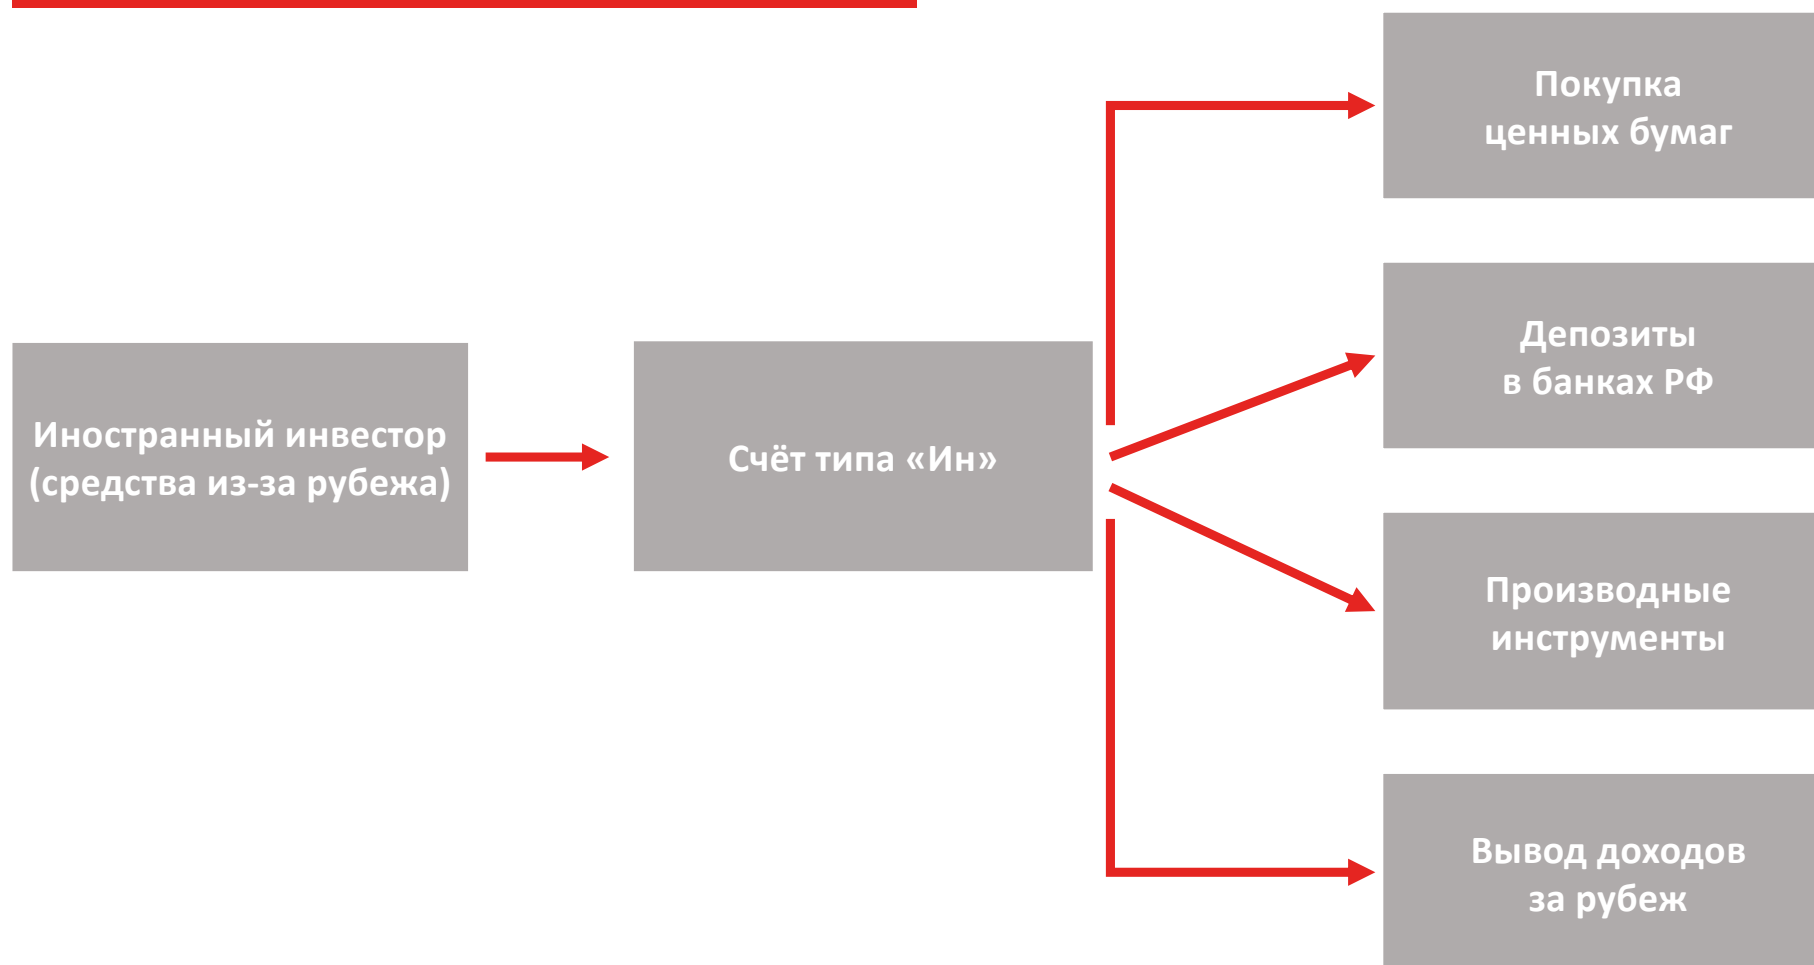 Иностранный инвестор
(средства из-за рубежа)
Счёт типа «Ин»
Покупка
ценных бумаг
Депозиты
в банках РФ
Производные
инструменты
Вывод доходов
за рубеж